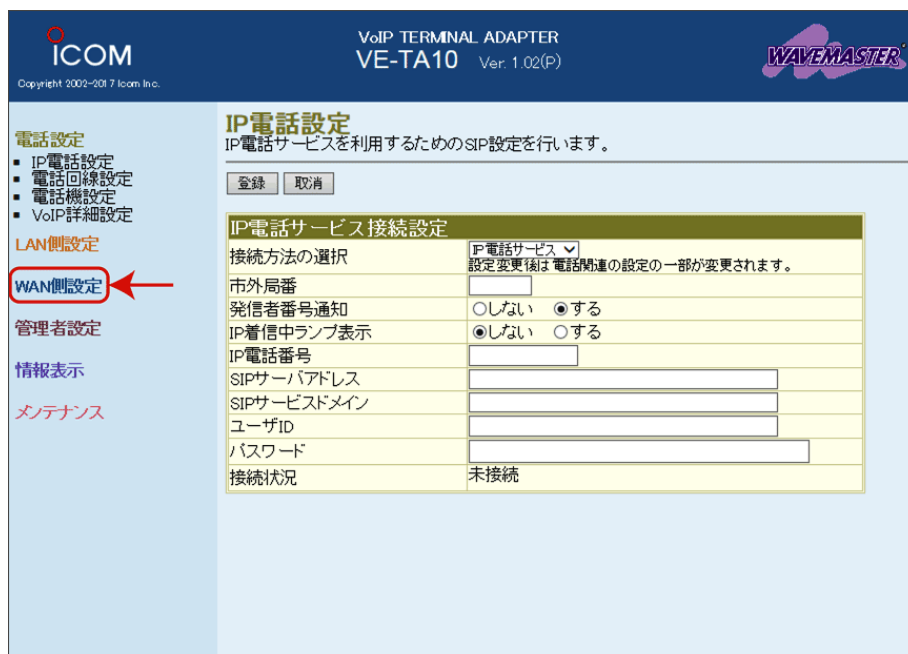 ICOM
Copyright 2002-2017 Icom Inc.
VoIP TERMINAL ADAPTER
VE-TA10 Ver. 1.02(P)
WAVEMASTER
電話設定
▪ IP電話設定
▪ 電話回線設定
▪ 電話機設定
▪ VoIP詳細設定
LAN側設定
WAN側設定
管理者設定
情報表示
メンテナンス
IP電話設定
IP電話サービスを利用するためのSIP設定を行います。
登録 取消
IP電話サービス接続設定
接続方法の選択 IP電話サービス
設定変更後は電話関連の設定の一部が変更されます。
市外局番
発信者番号通知 しない する
IP着信中ランプ表示 しない する
IP電話番号
SIPサーバアドレス
SIPサービスドメイン
ユーザID
パスワード
接続状況 未接続